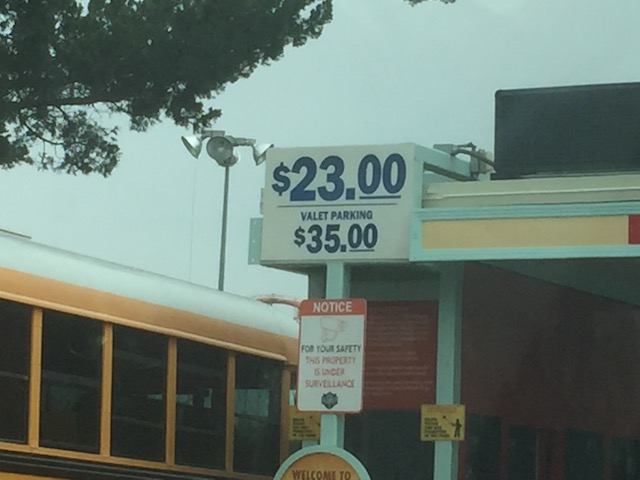 $23.00
VALET PARKING
$35.00
NOTICE
FOR YOUR SAFETY
THIS PROPERTY
IS UNDER
SURVEILLANCE
WELCOME TO